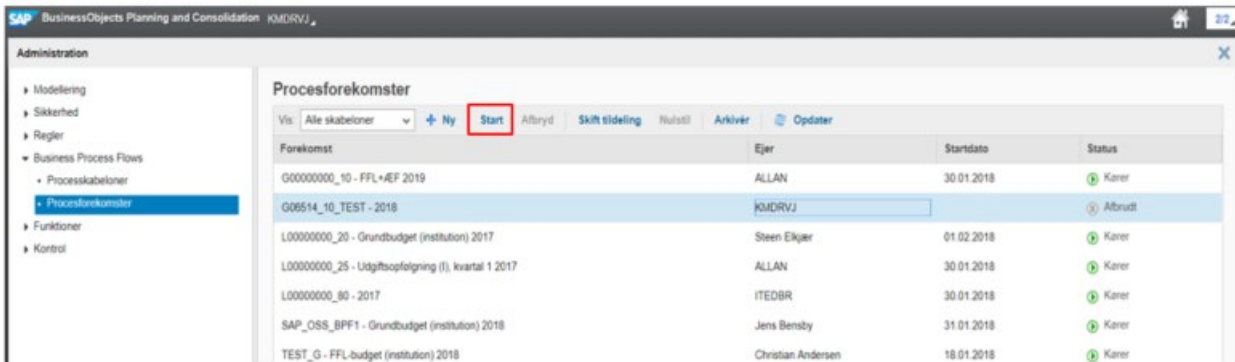 SAP BusinessObjects Planning and Consolidation KMDRVJ
2/2
Administration
Modellering
Sikkerhed
Regler
Business Process Flows
Processkabeloner
Procesforekomster
Funktioner
Kontrol
Procesforekomster
Vis: Alle skabeloner Ny Start Afbryd Skift tildeling Nulstil Arkivér Opdater
Forekomst Ejer Startdato Status
G00000000_10 - FFL+ÆF 2019 ALLAN 30.01.2018 Kører
G06514_10_TEST - 2018 KMDRVJ Afbrudt
L00000000_20 - Grundbudget (institution) 2017 Steen Elkjær 01.02.2018 Kører
L00000000_25 - Udgiftsopfølgning (I), kvartal 1 2017 ALLAN 30.01.2018 Kører
L00000000_80 - 2017 ITEDBR 30.01.2018 Kører
SAP_OSS_BPF1 - Grundbudget (institution) 2018 Jens Bensby 31.01.2018 Kører
TEST_G - FFL-budget (institution) 2018 Christian Andersen 18.01.2018 Kører